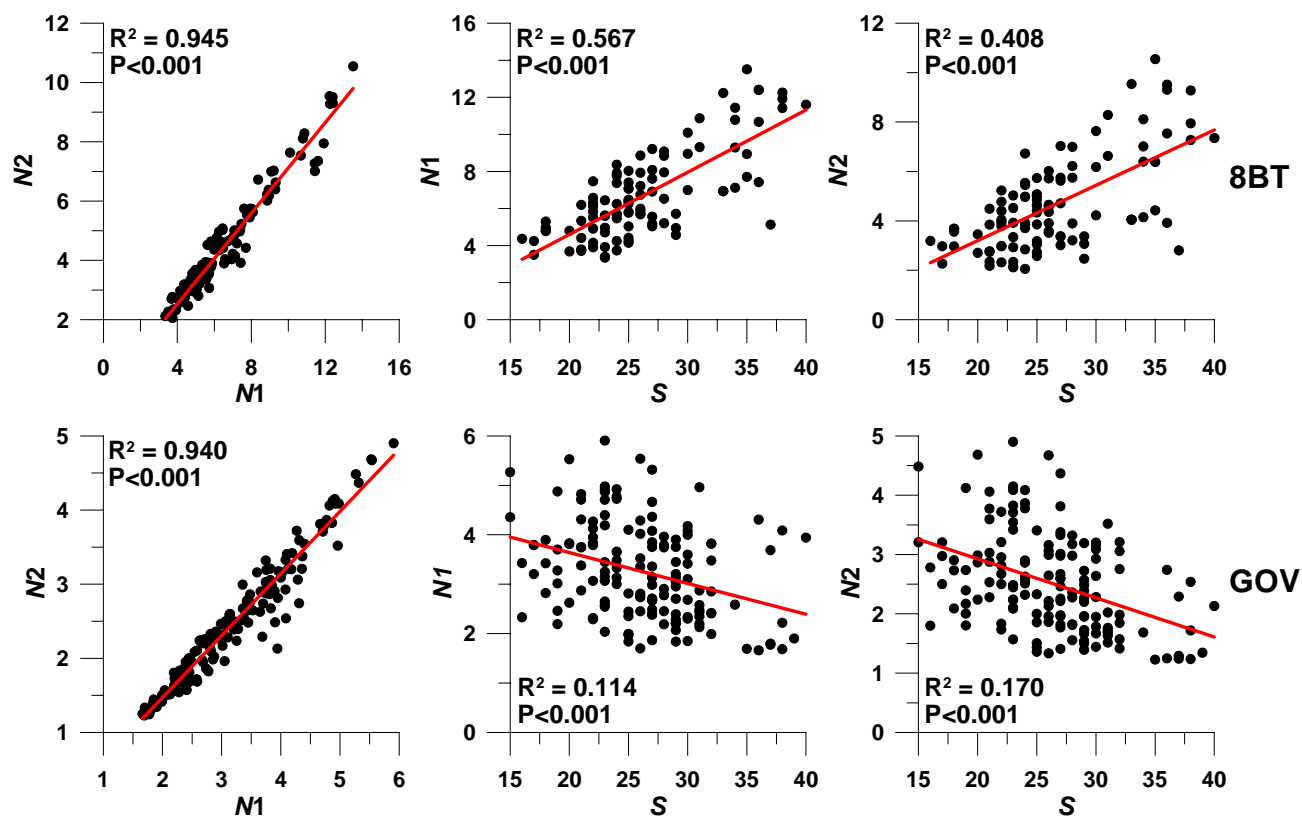 R² = 0.945
P<0.001
12
10
8
6
4
2
0 4 8 12 16
N2
N1
R² = 0.567
P<0.001
16
12
8
4
0
15 20 25 30 35 40
N1
S
R² = 0.408
P<0.001
12
8
4
0
15 20 25 30 35 40
N2
S
8BT
R² = 0.940
P<0.001
5
4
3
2
1
1 2 3 4 5 6
N2
N1
6
4
2
0
R² = 0.114
P<0.001
15 20 25 30 35 40
N1
S
5
4
3
2
1
0
R² = 0.170
P<0.001
15 20 25 30 35 40
N2
S
GOV